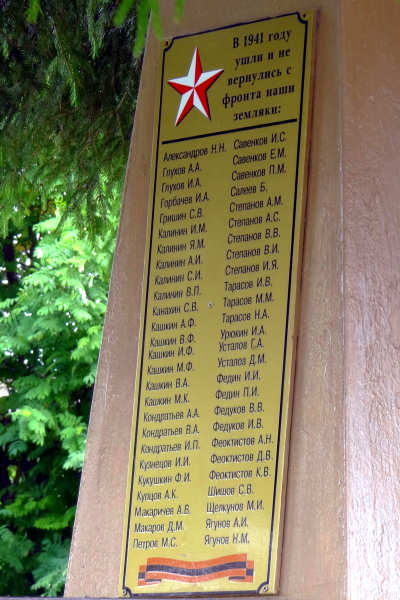 В 1941 году
ушли и не
вернулись с
фронта наши
земляки:
Александров Н.Н.
Глухов А.А.
Глухов И.А.
Горбачев И.А.
Гришин С.В.
Калинин И.М.
Калинин Я.М.
Калинин А.И.
Калинин С.И.
Калинин В.П.
Канахин С.В.
Кашкин А.Ф.
Кашкин В.Ф.
Кашкин И.Ф.
Кашкин М.Ф.
Кашкин В.А.
Кашкин М.К.
Кондратьев А.А.
Кондратьев В.А.
Кондратьев И.П.
Кузнецов И.И.
Кукушкин Ф.И.
Купцов А.К.
Макаричев А.В.
Макаров Д.М.
Петров М.С.
Савенков И.С.
Савенков Е.М.
Савенков П.М.
Салеев Б.
Степанов А.М.
Степанов А.С.
Степанов В.В.
Степанов В.И.
Степанов И.Я.
Тарасов И.В.
Тарасов М.М.
Тарасов Н.А.
Урюкин И.А.
Усталов Г.А.
Усталов Д.М.
Федин И.И.
Федин П.И.
Федуков В.В.
Федуков И.В.
Феоктистов А.Н.
Феоктистов Д.В.
Феоктистов К.В.
Шишов С.В.
Щелкунов М.И.
Ягунов А.И.
Ягунов Н.М.